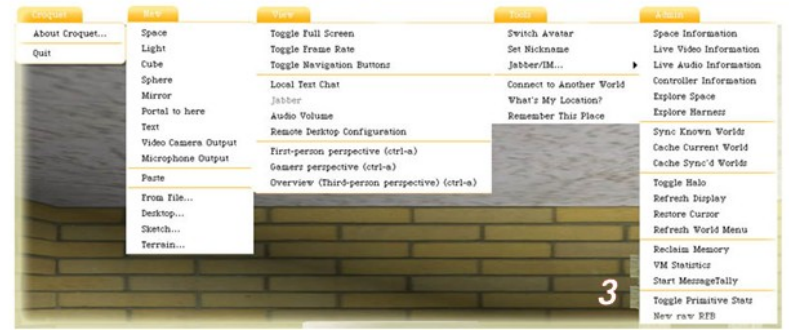 Croquet
About Croquet...
Quit
New
Space
Light
Cube
Sphere
Mirror
Portal to here
Text
Video Camera Output
Microphone Output
Paste
From File...
Desktop...
Sketch...
Terrain...
View
Toggle Full Screen
Toggle Frame Rate
Toggle Navigation Buttons
Local Text Chat
Jabber
Audio Volume
Remote Desktop Configuration
First-person perspective (ctrl-a)
Gamers perspective (ctrl-a)
Overview (Third-person perspective) (ctrl-a)
Tools
Switch Avatar
Set Nickname
Jabber/IM...
Connect to Another World
What's My Location?
Remember This Place
Admin
Space Information
Live Video Information
Live Audio Information
Controller Information
Explore Space
Explore Harness
Sync Known Worlds
Cache Current World
Cache Sync'd Worlds
Toggle Halo
Refresh Display
Restore Cursor
Refresh World Menu
Reclaim Memory
VM Statistics
Start MessageTally
Toggle Primitive Stats
New raw RFB
3